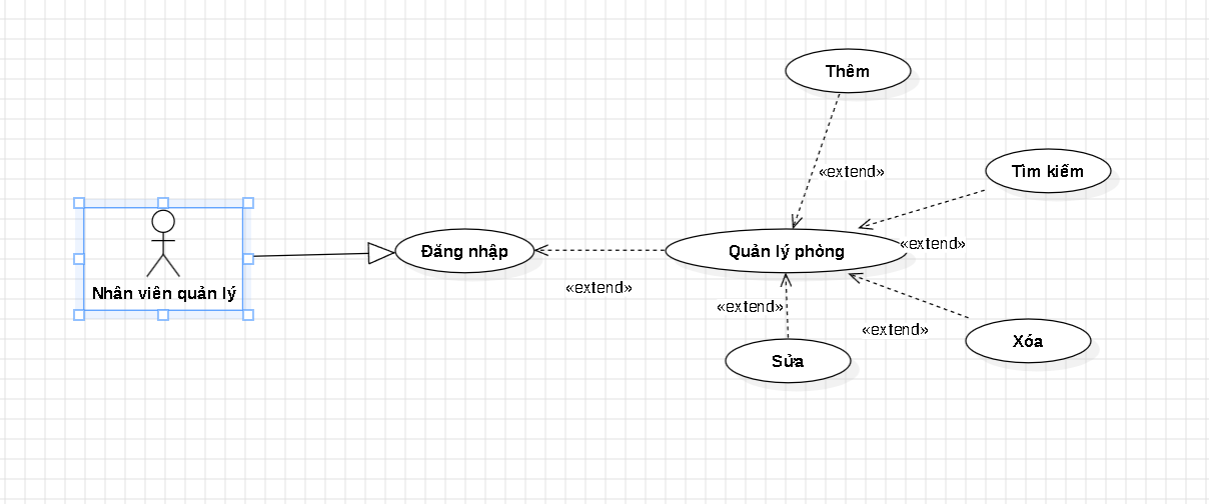 Thêm
«extend»
Tìm kiếm
Đăng nhập
Quản lý phòng
«extend»
Nhân viên quản lý
«extend»
«extend»
«extend»
Xóa
Sửa